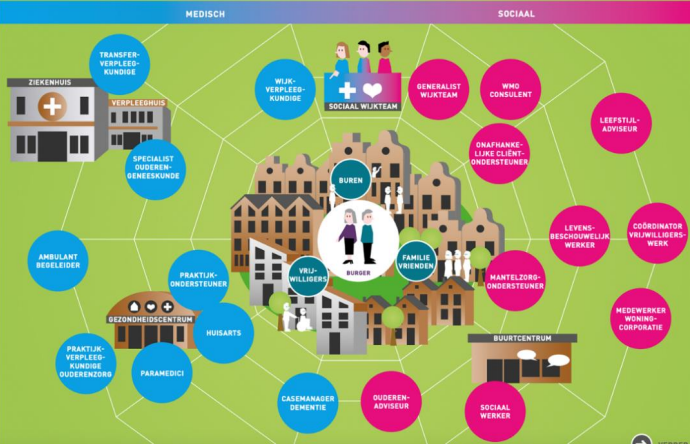 MEDISCH
SOCIAAL
TRANSFER-
VERPLEEG-
KUNDIGE
ZIEKENHUIS
VERPLEEGHUIS
SPECIALIST
OUDEREN-
GENEESKUNDE
WIJK-
VERPLEEG-
KUNDIGE
SOCIAAL WIJKTEAM
GENERALIST
WIJKTEAM
WMO
CONSULENT
ONAFHANKE-
LIJKE CLIËNT-
ONDERSTEUNER
LEEFSTIJL-
ADVISEUR
BUREN
BURGER
VRIJ-
WILLIGERS
FAMILIE
VRIENDEN
LEVENS-
BESCHOUWELIJK
WERKER
COÖRDINATOR
VRIJWILLIGERS-
WERK
AMBULANT
BEGELEIDER
PRAKTIJK-
ONDERSTEUNER
MANTELZORG-
ONDERSTEUNER
GEZONDHEIDSCENTRUM
HUISARTS
MEDEWERKER
WONING-
CORPORATIE
BUURTCENTRUM
PRAKTIJK-
VERPLEEG-
KUNDIGE
OUDERENZORG
PARAMEDICI
CASEMANAGER
DEMENTIE
OUDEREN-
ADVISEUR
SOCIAAL
WERKER